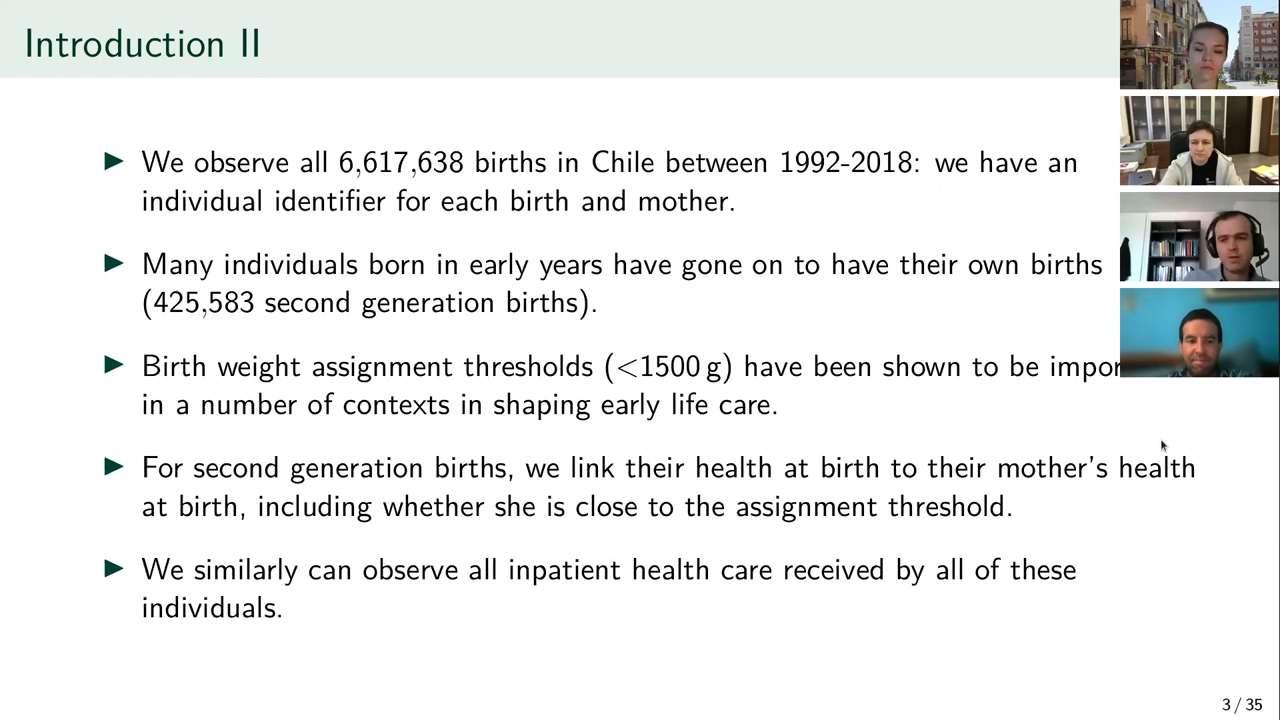 Introduction II
▶ We observe all 6,617,638 births in Chile between 1992-2018: we have an
individual identifier for each birth and mother.
▶ Many individuals born in early years have gone on to have their own births
(425,583 second generation births).
▶ Birth weight assignment thresholds (<1500 g) have been shown to be
in a number of contexts in shaping early life care.
▶ For second generation births, we link their health at birth to their mother's health
at birth, including whether she is close to the assignment threshold.
▶ We similarly can observe all inpatient health care received by all of these
individuals.
3 / 35